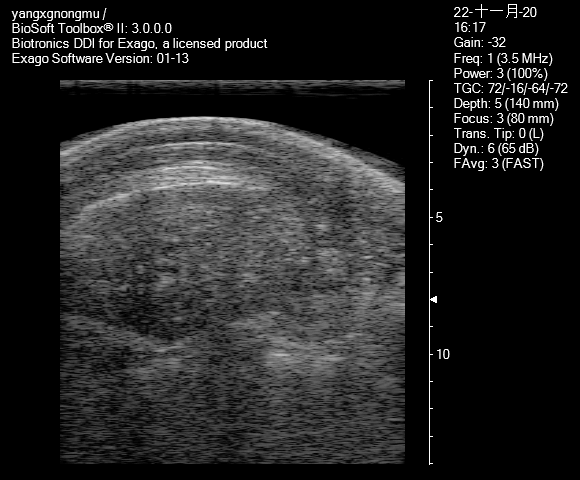 yangxgnongmu /
BioSoft Toolbox® II: 3.0.0.0
Biotronics DDI for Exago, a licensed product
Exago Software Version: 01-13
22-十一月-20
16:17
Gain: -32
Freq: 1 (3.5 MHz)
Power: 3 (100%)
TGC: 72/-16/-64/-72
Depth: 5 (140 mm)
Focus: 3 (80 mm)
Trans. Tip: 0 (L)
Dyn.: 6 (65 dB)
FAvg: 3 (FAST)
5
10